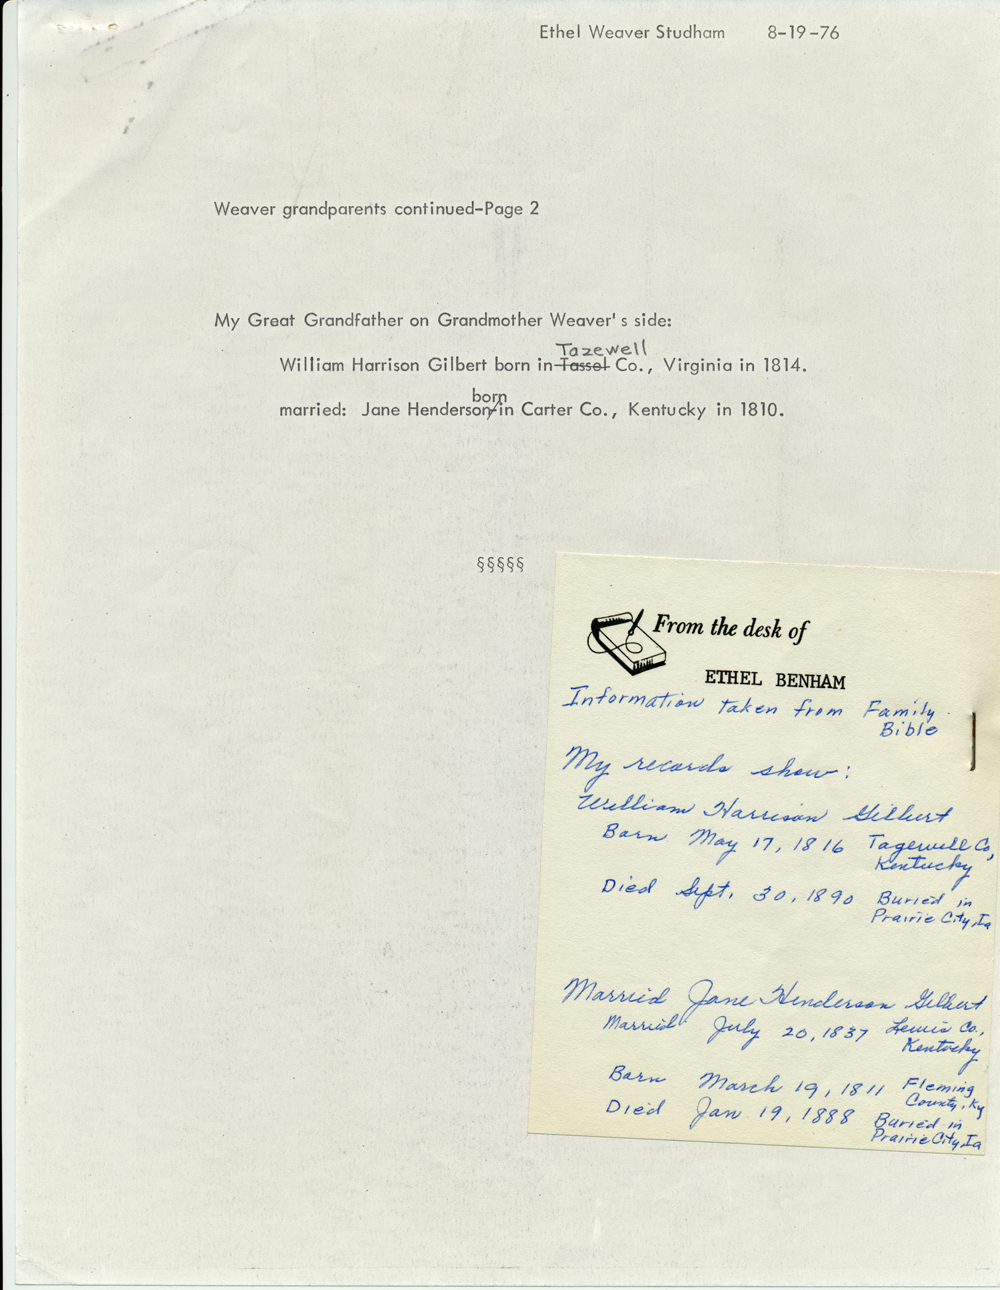 Ethel Weaver Studham 8-19-76
Weaver grandparents continued-Page 2
My Great Grandfather on Grandmother Weaver's side:
Tazewell
William Harrison Gilbert born in Tassel Co., Virginia in 1814.
born
married: Jane Henderson/in Carter Co., Kentucky in 1810.
§§§§§
From the desk of
ETHEL BENHAM
Information taken from Family
Bible
My records show:
William Harrison Gilbert
Born May 17, 1816 Tagewell Co,
Kentucky
Died Sept. 30, 1890 Buried in
Prairie City, Ia
Married Jane Henderson Gilbert
Married July 20, 1837 Lewis Co.,
Kentucky
Born March 19, 1811 Fleming
County, Ky
Died Jan 19, 1888 Buried in
Prairie City, Ia